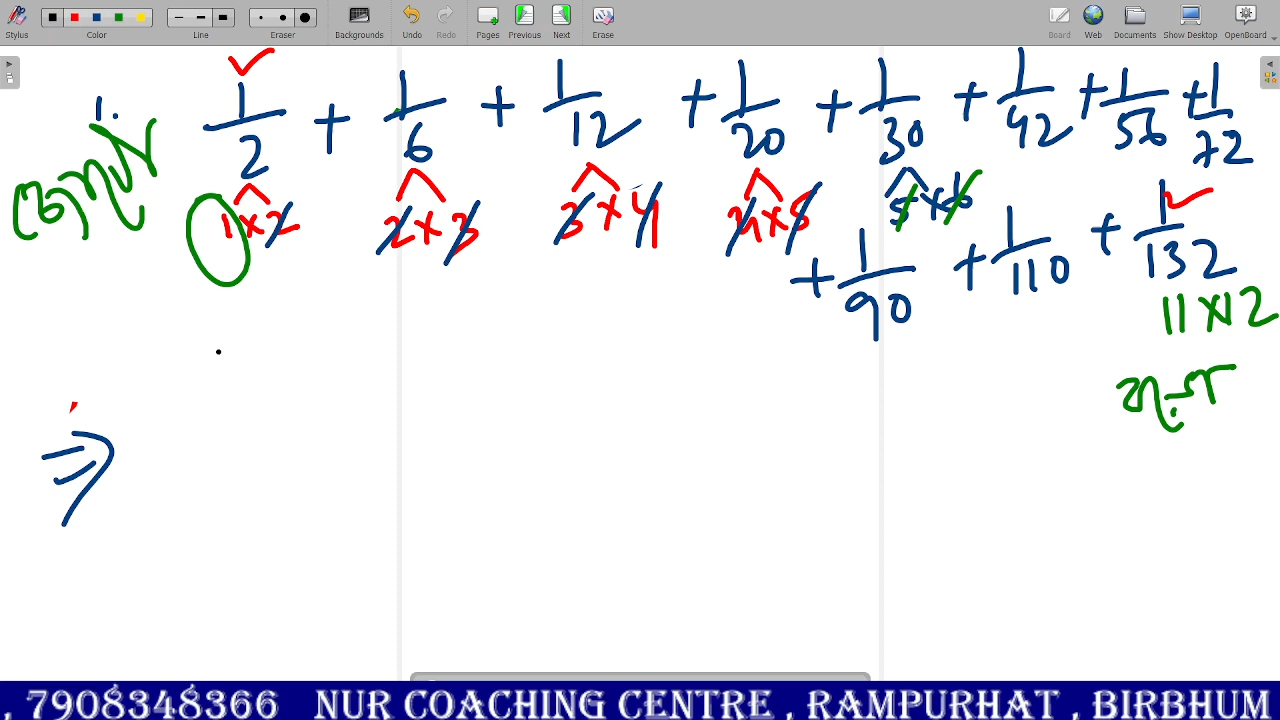 Stylus Color Line Eraser Backgrounds Undo Redo Pages Previous Next Erase Board Web Documents Show Desktop OpenBoard
1. 1/2 + 1/6 + 1/12 + 1/20 + 1/30 + 1/42 + 1/56 + 1/72
1×2 2×3 3×4 4×5 5×6
+ 1/90 + 1/110 + 1/132
11×12
⇒
, 7908348366 NUR COACHING CENTRE , RAMPURHAT , BIRBHUM